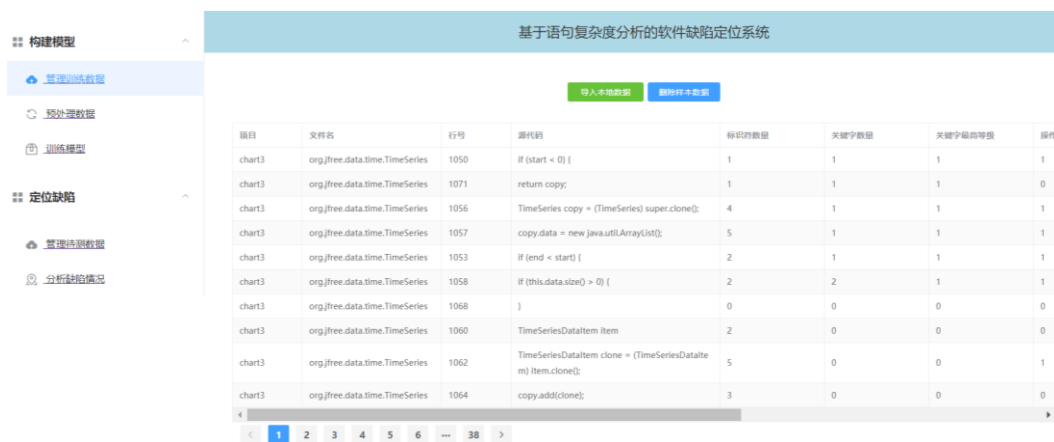 基于语句复杂度分析的软件缺陷定位系统
构建模型
管理训练数据
预处理数据
训练模型
定位缺陷
管理待测数据
分析缺陷情况
导入本地数据 删除样本数据
项目 文件名 行号 源代码 标识符数量 关键字数量 关键字最高等级 操作
chart3 org.jfree.data.time.TimeSeries 1050 if (start < 0) { 1 1 1 1
chart3 org.jfree.data.time.TimeSeries 1071 return copy; 1 1 1 0
chart3 org.jfree.data.time.TimeSeries 1056 TimeSeries copy = (TimeSeries) super.clone(); 4 1 1 1
chart3 org.jfree.data.time.TimeSeries 1057 copy.data = new java.util.ArrayList(); 5 1 1 1
chart3 org.jfree.data.time.TimeSeries 1053 if (end < start) { 2 1 1 1
chart3 org.jfree.data.time.TimeSeries 1058 if (this.data.size() > 0) { 2 2 1 1
chart3 org.jfree.data.time.TimeSeries 1068 } 0 0 0 0
chart3 org.jfree.data.time.TimeSeries 1060 TimeSeriesDataItem item 2 0 0 0
chart3 org.jfree.data.time.TimeSeries 1062 TimeSeriesDataItem clone = (TimeSeriesDataIte 5 0 0 1
m) item.clone();
chart3 org.jfree.data.time.TimeSeries 1064 copy.add(clone); 3 0 0 0
1 2 3 4 5 6 ... 38